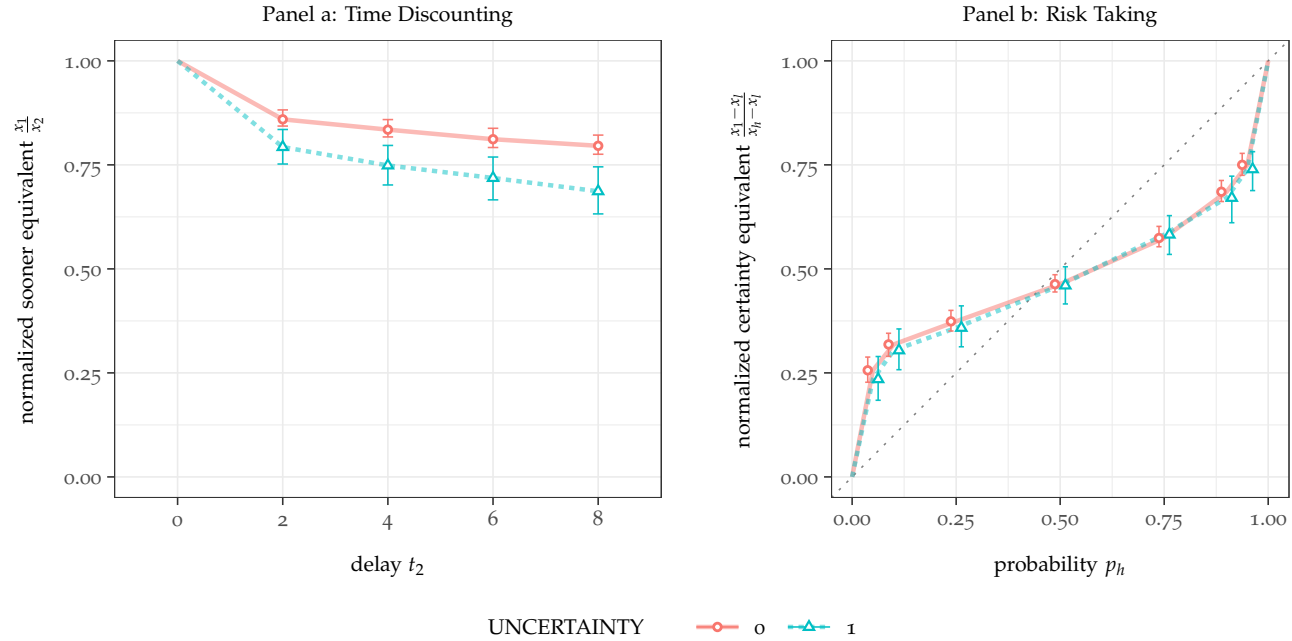 Panel a: Time Discounting
normalized sooner equivalent x1/x2
1.00
0.75
0.50
0.25
0.00
0 2 4 6 8
delay t2
Panel b: Risk Taking
normalized certainty equivalent x1−xl/xh−xl
1.00
0.75
0.50
0.25
0.00
0.00 0.25 0.50 0.75 1.00
probability ph
UNCERTAINTY 0 1